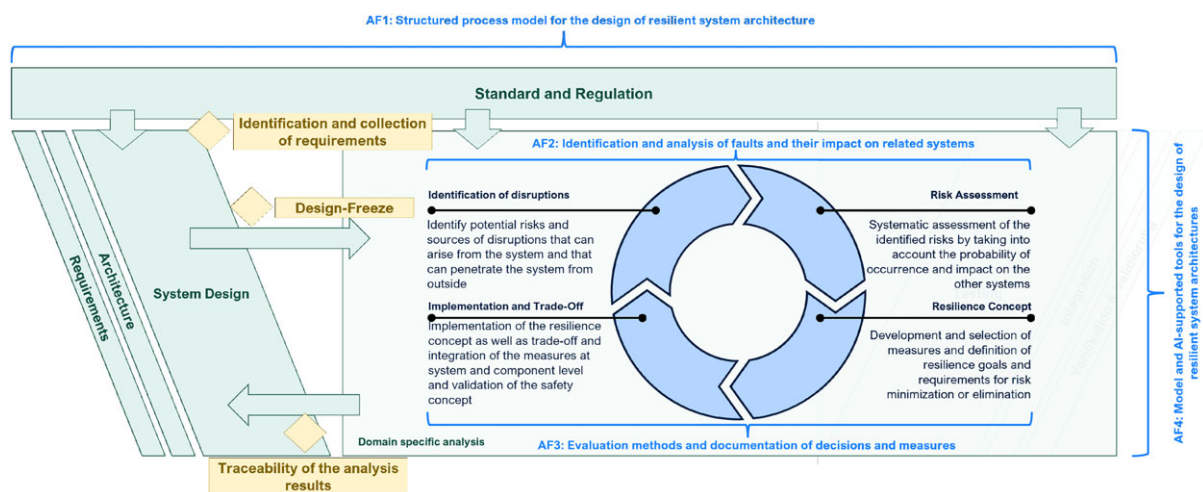 AF1: Structured process model for the design of resilient system architecture
Standard and Regulation
Identification and collection
of requirements
Design-Freeze
Requirements
Architecture
System Design
AF2: Identification and analysis of faults and their impact on related systems
Identification of disruptions
Identify potential risks and
sources of disruptions that can
arise from the system and that
can penetrate the system from
outside
Risk Assessment
Systematic assessment of the
identified risks by taking into
account the probability of
occurrence and impact on the
other systems
Implementation and Trade-Off
Implementation of the resilience
concept as well as trade-off and
integration of the measures at
system and component level
and validation of the safety
concept
Resilience Concept
Development and selection of
measures and definition of
resilience goals and
requirements for risk
minimization or elimination
Domain specific analysis
AF3: Evaluation methods and documentation of decisions and measures
Traceability of the analysis
results
Integration
AF4: Model and AI-supported tools for the design of
resilient system architectures